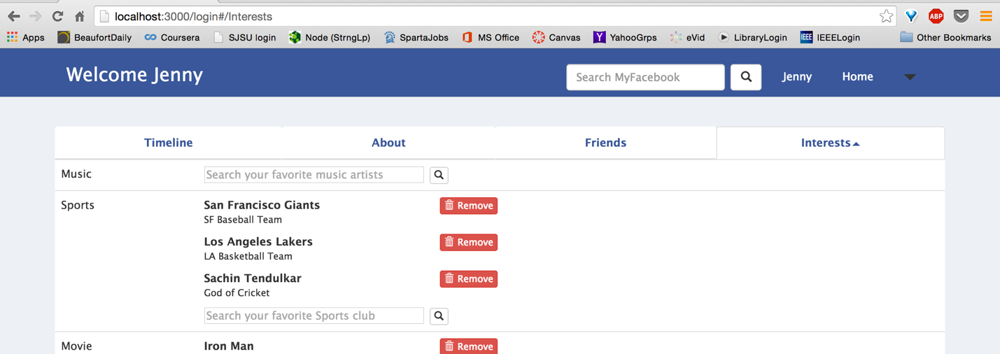 localhost:3000/login#/Interests
ABP
Apps BeaufortDaily Coursera SJSU login Node (StrngLp) SpartaJobs MS Office Canvas YahooGrps eVid LibraryLogin IEEELogin Other Bookmarks
Welcome Jenny Search MyFacebook Jenny Home
Timeline About Friends Interests
Music Search your favorite music artists
Sports San Francisco Giants Remove
SF Baseball Team
Los Angeles Lakers Remove
LA Basketball Team
Sachin Tendulkar Remove
God of Cricket
Search your favorite Sports club
Movie Iron Man Remove